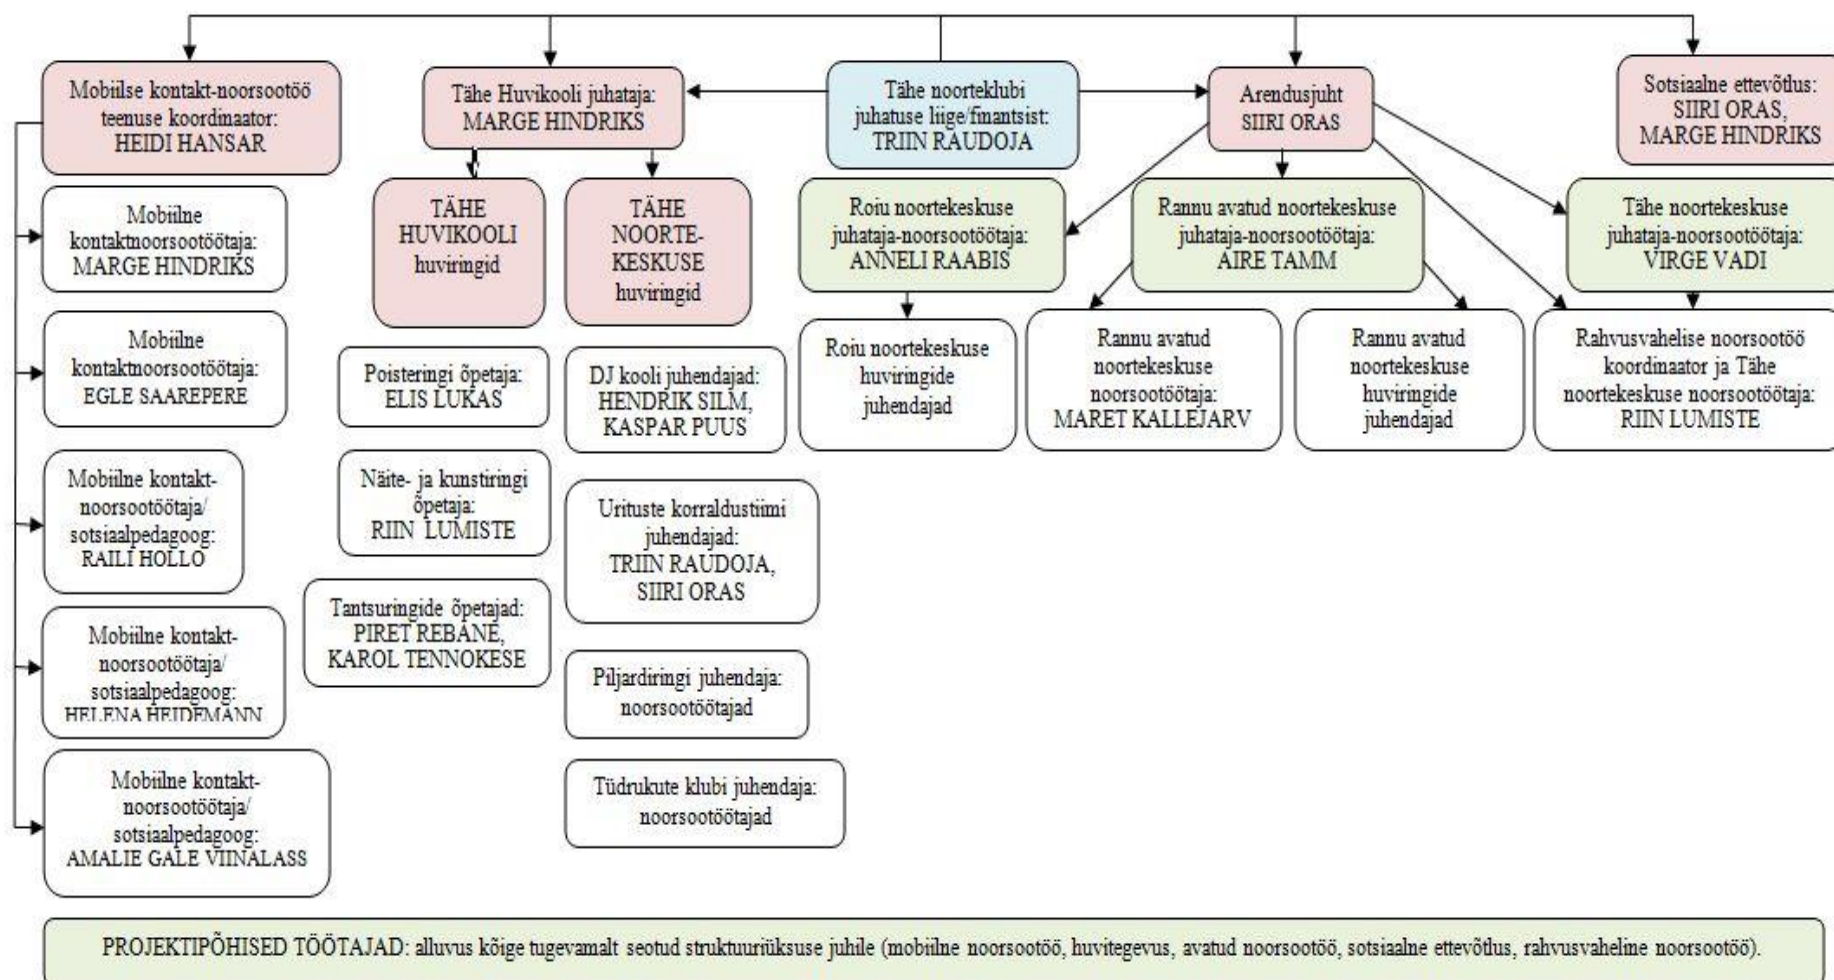 Mobiilse kontakt-noorsootöö
teenuse koordinaator:
HEIDI HANSAR
Tähe Huvikooli juhataja:
MARGE HINDRIKS
Tähe noorteklubi
juhatuse liige/finantsist:
TRIIN RAUDOJA
Arendusjuht
SIIRI ORAS
Sotsiaalne ettevõtlus:
SIIRI ORAS,
MARGE HINDRIKS
Mobiilne
kontaktnoorsootöötaja:
MARGE HINDRIKS
Mobiilne
kontaktnoorsootöötaja:
EGLE SAAREPERE
Mobiilne kontakt-
noorsootöötaja/
sotsiaalpedagoog:
RAILI HOLLO
Mobiilne kontakt-
noorsootöötaja/
sotsiaalpedagoog:
HELENA HEIDEMANN
Mobiilne kontakt-
noorsootöötaja/
sotsiaalpedagoog:
AMALIE GALE VIINALASS
TÄHE
HUVIKOOLI
huviringid
Poisteringi õpetaja:
ELIS LUKAS
Näite- ja kunstiringi
õpetaja:
RIIN LUMISTE
Tantsuringide õpetajad:
PIRET REBANE,
KAROL TENNOKESE
TÄHE
NOORTE-
KESKUSE
huviringid
DJ kooli juhendajad:
HENDRIK SILM,
KASPAR PUUS
Urituste korraldustiimi
juhendajad:
TRIIN RAUDOJA,
SIIRI ORAS
Piljardiringi juhendaja:
noorsootöötajad
Tüdrukute klubi juhendaja:
noorsootöötajad
Roiu noortekeskuse
juhataja-noorsootöötaja:
ANNELI RAABIS
Roiu noortekeskuse
huviringide
juhendajad
Rannu avatud noortekeskuse
juhataja-noorsootöötaja:
AIRE TAMM
Rannu avatud
noortekeskuse
noorsootöötaja:
MARET KALLEJARV
Rannu avatud
noortekeskuse
huviringide
juhendajad
Tähe noortekeskuse
juhataja-noorsootöötaja:
VIRGE VADI
Rahvusvahelise noorsootöö
koordinaator ja Tähe
noortekeskuse noorsootöötaja:
RIIN LUMISTE
PROJEKTIPÕHISED TÖÖTAJAD: alluvus kõige tugevamalt seotud struktuuriüksuse juhile (mobiilne noorsootöö, huvitegevus, avatud noorsootöö, sotsiaalne ettevõtlus, rahvusvaheline noorsootöö).